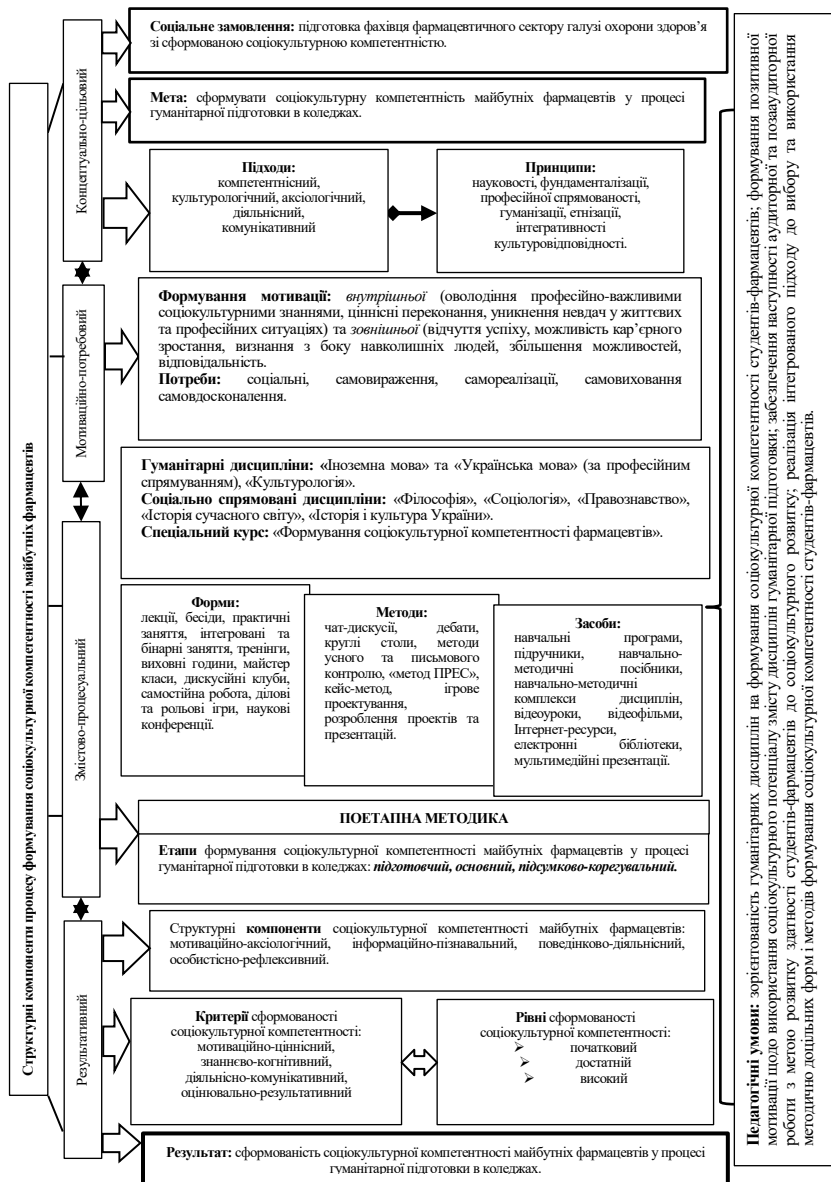 Структурні компоненти процесу формування соціокультурної компетентності майбутніх фармацевтів
Концептуально-цільовий
Соціальне замовлення: підготовка фахівця фармацевтичного сектору галузі охорони здоров'я
зі сформованою соціокультурною компетентністю.
Мета: сформувати соціокультурну компетентність майбутніх фармацевтів у процесі
гуманітарної підготовки в коледжах.
Підходи:
компетентнісний,
культурологічний, аксіологічний,
діяльнісний,
комунікативний
Принципи:
науковості, фундаменталізації,
професійної спрямованості,
гуманізації, етнізації,
інтегративності
культуровідповідності.
Мотиваційно-потребовий
Формування мотивації: внутрішньої (оволодіння професійно-важливими
соціокультурними знаннями, ціннісні переконання, уникнення невдач у життєвих
та професійних ситуаціях) та зовнішньої (відчуття успіху, можливість кар'єрного
зростання, визнання з боку навколишніх людей, збільшення можливостей,
відповідальність.
Потреби: соціальні, самовираження, самореалізації, самовиховання
самовдосконалення.
Змістово-процесуальний
Гуманітарні дисципліни: «Іноземна мова» та «Українська мова» (за професійним
спрямуванням), «Культурологія».
Соціально спрямовані дисципліни: «Філософія», «Соціологія», «Правознавство»,
«Історія сучасного світу», «Історія і культура України».
Спеціальний курс: «Формування соціокультурної компетентності фармацевтів».
Форми:
лекції, бесіди, практичні
заняття, інтегровані та
бінарні заняття, тренінги,
виховні години, майстер
класи, дискусійні клуби,
самостійна робота, ділові
та рольові ігри, наукові
конференції.
Методи:
чат-дискусії, дебати,
круглі столи, методи
усного та письмового
контролю, «метод ПРЕС»,
кейс-метод, ігрове
проектування,
розроблення проектів та
презентацій.
Засоби:
навчальні програми,
підручники, навчально-
методичні посібники,
навчально-методичні
комплекси дисциплін,
відеоуроки, відеофільми,
Інтернет-ресурси,
електронні бібліотеки,
мультимедійні презентації.
ПОЕТАПНА МЕТОДИКА
Етапи формування соціокультурної компетентності майбутніх фармацевтів у процесі
гуманітарної підготовки в коледжах: підготовчий, основний, підсумково-корегувальний.
Результативний
Структурні компоненти соціокультурної компетентності майбутніх фармацевтів:
мотиваційно-аксіологічний, інформаційно-пізнавальний, поведінково-діяльнісний,
особистісно-рефлексивний.
Критерії сформованості
соціокультурної компетентності:
мотиваційно-ціннісний,
знаннєво-когнітивний,
діяльнісно-комунікативний,
оцінювально-результативний
Рівні сформованості
соціокультурної компетентності:
➢ початковий
➢ достатній
➢ високий
Результат: сформованість соціокультурної компетентності майбутніх фармацевтів у процесі
гуманітарної підготовки в коледжах.
Педагогічні умови: зорієнтованість гуманітарних дисциплін на формування соціокультурної компетентності студентів-фармацевтів; формування позитивної
мотивації щодо використання соціокультурного потенціалу змісту дисциплін гуманітарної підготовки; забезпечення наступності аудиторної та позааудиторної
роботи з метою розвитку здатності студентів-фармацевтів до соціокультурного розвитку; реалізація інтегрованого підходу до вибору та використання
методично доцільних форм і методів формування соціокультурної компетентності студентів-фармацевтів.